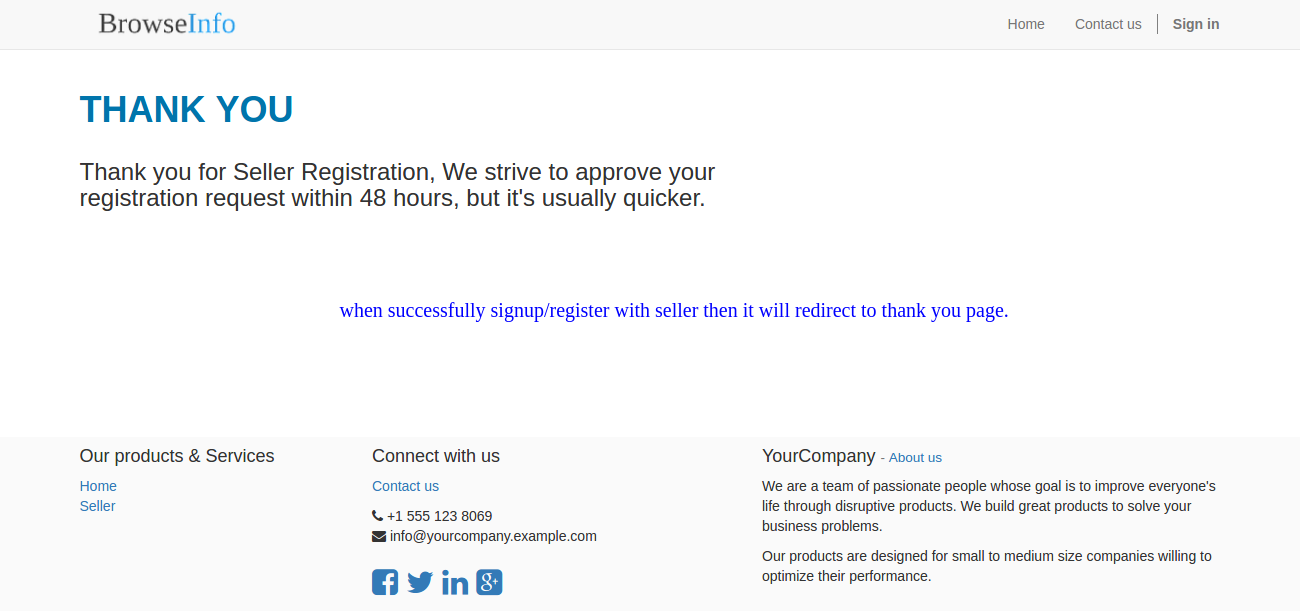 BrowseInfo
Home
Contact us
Sign in
THANK YOU
Thank you for Seller Registration, We strive to approve your
registration request within 48 hours, but it's usually quicker.
when successfully signup/register with seller then it will redirect to thank you page.
Our products & Services
Home
Seller
Connect with us
Contact us
+1 555 123 8069
info@yourcompany.example.com
YourCompany - About us
We are a team of passionate people whose goal is to improve everyone's
life through disruptive products. We build great products to solve your
business problems.
Our products are designed for small to medium size companies willing to
optimize their performance.